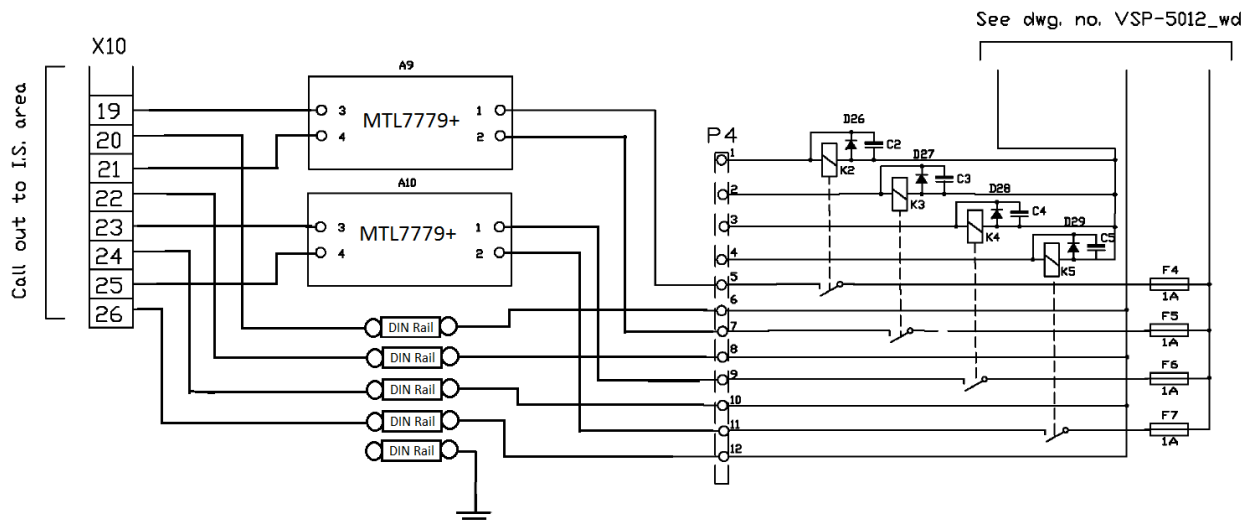 See dwg. no. VSP-5012_wd
X10
Call out to I.S. area
19
20
21
22
23
24
25
26
A9
3
MTL7779+
1
4
2
A10
3
MTL7779+
1
4
2
DIN Rail
DIN Rail
DIN Rail
DIN Rail
DIN Rail
P4
1
2
3
4
5
6
7
8
9
10
11
12
D26
C2
K2
D27
C3
K3
D28
C4
K4
D29
C5
K5
F4
1A
F5
1A
F6
1A
F7
1A